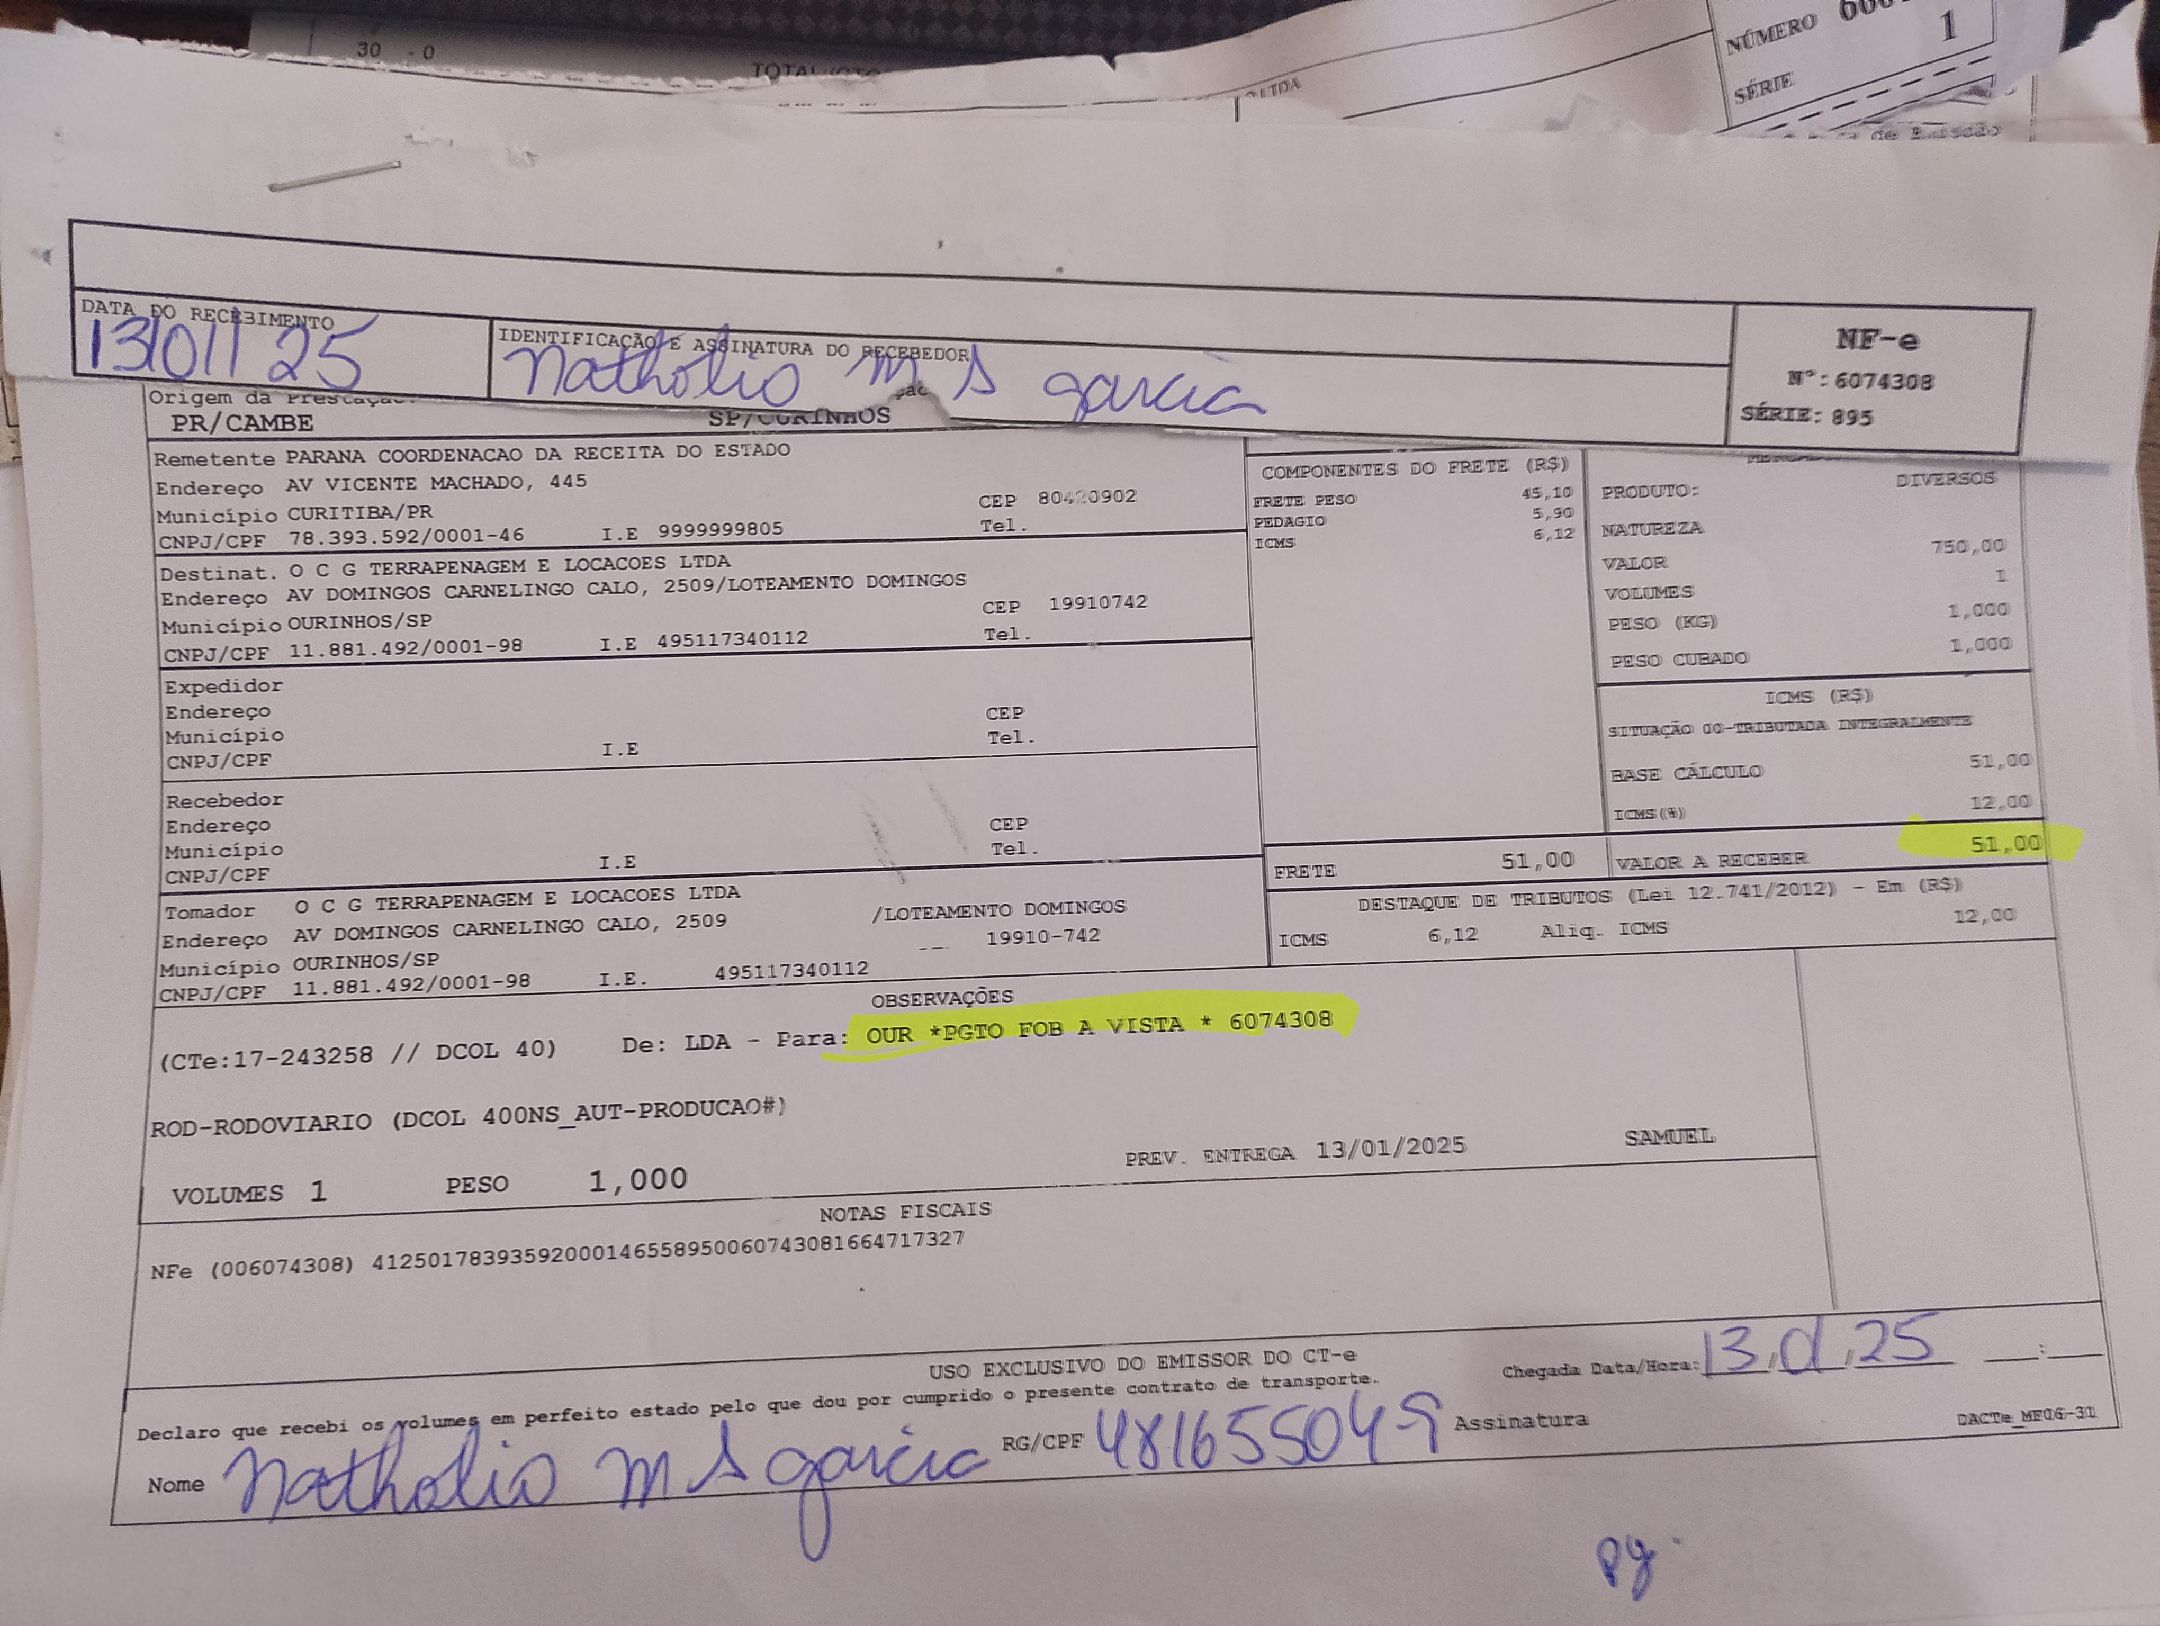 30 - 0
NÚMERO
1
SÉRIE
LTDA
de Emissão
DATA DO RECEBIMENTO
13/01/25
IDENTIFICAÇÃO E ASSINATURA DO RECEBEDOR
Natholio M S Garcia
NF-e
Nº: 6074308
SÉRIE: 895
Origem da Prestação
PR/CAMBE
SP/OURINHOS
Remetente PARANA COORDENACAO DA RECEITA DO ESTADO
Endereço AV VICENTE MACHADO, 445
CEP 80420902
Município CURITIBA/PR
Tel.
CNPJ/CPF 78.393.592/0001-46 I.E 9999999805
Destinat. O C G TERRAPENAGEM E LOCACOES LTDA
Endereço AV DOMINGOS CARNELINGO CALO, 2509/LOTEAMENTO DOMINGOS
CEP 19910742
Município OURINHOS/SP
Tel.
CNPJ/CPF 11.881.492/0001-98 I.E 495117340112
Expedidor
Endereço
CEP
Município
Tel.
CNPJ/CPF I.E
Recebedor
Endereço
CEP
Município
Tel.
CNPJ/CPF I.E
Tomador O C G TERRAPENAGEM E LOCACOES LTDA
Endereço AV DOMINGOS CARNELINGO CALO, 2509 /LOTEAMENTO DOMINGOS
19910-742
Município OURINHOS/SP
CNPJ/CPF 11.881.492/0001-98 I.E. 495117340112
COMPONENTES DO FRETE (R$)
FRETE PESO 45,10
PEDAGIO 5,90
ICMS 6,12
PRODUTO: DIVERSOS
NATUREZA
VALOR 750,00
VOLUMES 1
PESO (KG) 1,000
PESO CUBADO 1,000
ICMS (R$)
SITUAÇÃO 00-TRIBUTADA INTEGRALMENTE
BASE CÁLCULO 51,00
ICMS(%) 12,00
FRETE 51,00
VALOR A RECEBER 51,00
DESTAQUE DE TRIBUTOS (Lei 12.741/2012) - Em (R$)
ICMS 6,12 Aliq. ICMS 12,00
OBSERVAÇÕES
(CTe:17-243258 // DCOL 40) De: LDA - Para: OUR *PGTO FOB A VISTA * 6074308
ROD-RODOVIARIO (DCOL 400NS_AUT-PRODUCAO#)
VOLUMES 1 PESO 1,000 PREV. ENTREGA 13/01/2025 SAMUEL
NOTAS FISCAIS
NFe (006074308) 41250178393592000146558950060743081664717327
USO EXCLUSIVO DO EMISSOR DO CT-e
Chegada Data/Hora: 13/01/25 __:__
Declaro que recebi os volumes em perfeito estado pelo que dou por cumprido o presente contrato de transporte.
Nome Natholio M S Garcia RG/CPF 481655049 Assinatura
DACTe_MF06-31
pg